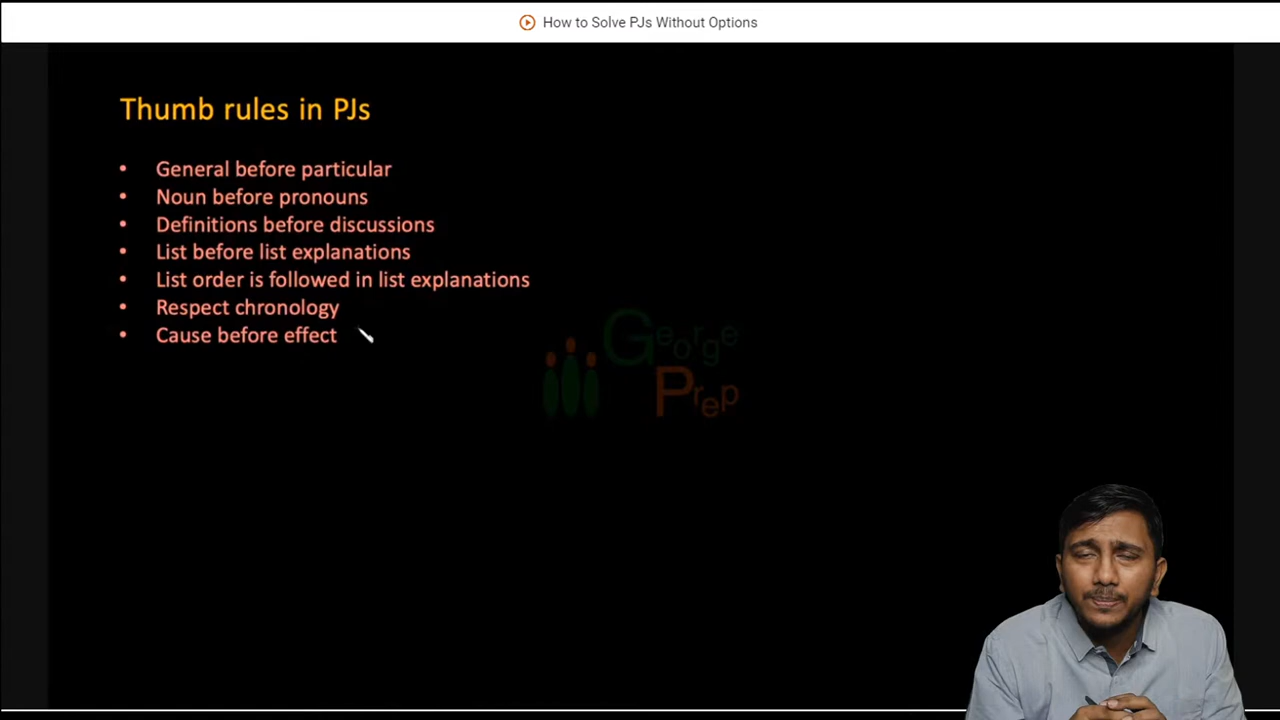 How to Solve PJs Without Options
Thumb rules in PJs
• General before particular
• Noun before pronouns
• Definitions before discussions
• List before list explanations
• List order is followed in list explanations
• Respect chronology
• Cause before effect
George
Prep